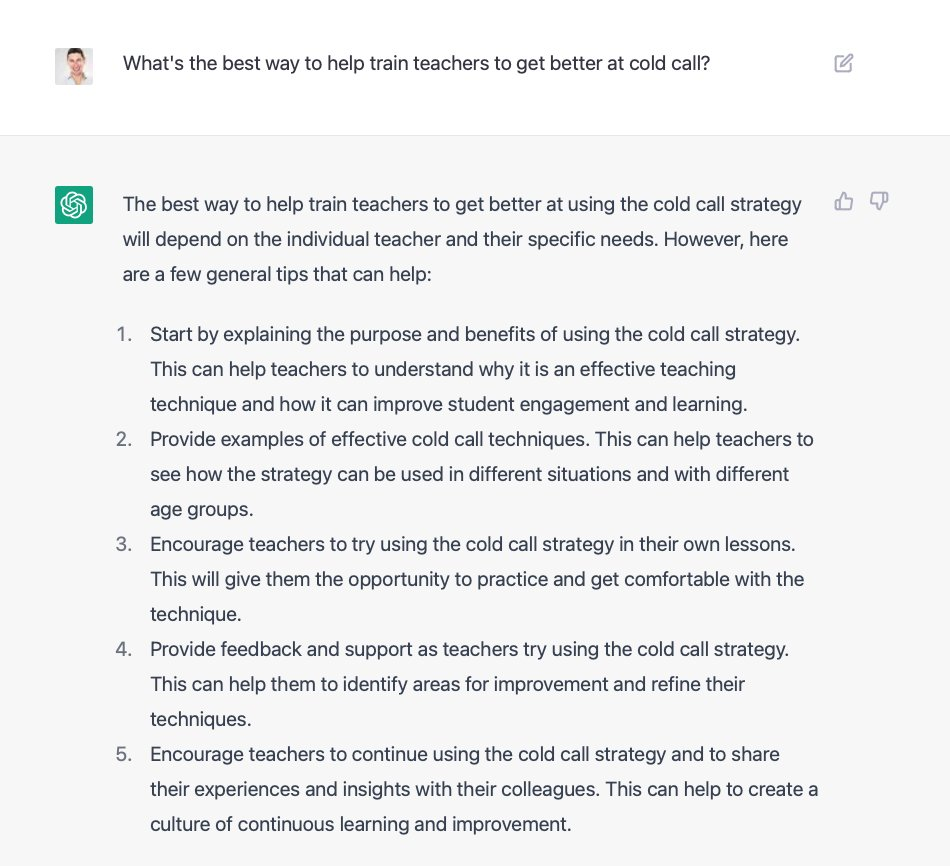 What's the best way to help train teachers to get better at cold call?
The best way to help train teachers to get better at using the cold call strategy
will depend on the individual teacher and their specific needs. However, here
are a few general tips that can help:
1. Start by explaining the purpose and benefits of using the cold call strategy.
This can help teachers to understand why it is an effective teaching
technique and how it can improve student engagement and learning.
2. Provide examples of effective cold call techniques. This can help teachers to
see how the strategy can be used in different situations and with different
age groups.
3. Encourage teachers to try using the cold call strategy in their own lessons.
This will give them the opportunity to practice and get comfortable with the
technique.
4. Provide feedback and support as teachers try using the cold call strategy.
This can help them to identify areas for improvement and refine their
techniques.
5. Encourage teachers to continue using the cold call strategy and to share
their experiences and insights with their colleagues. This can help to create a
culture of continuous learning and improvement.